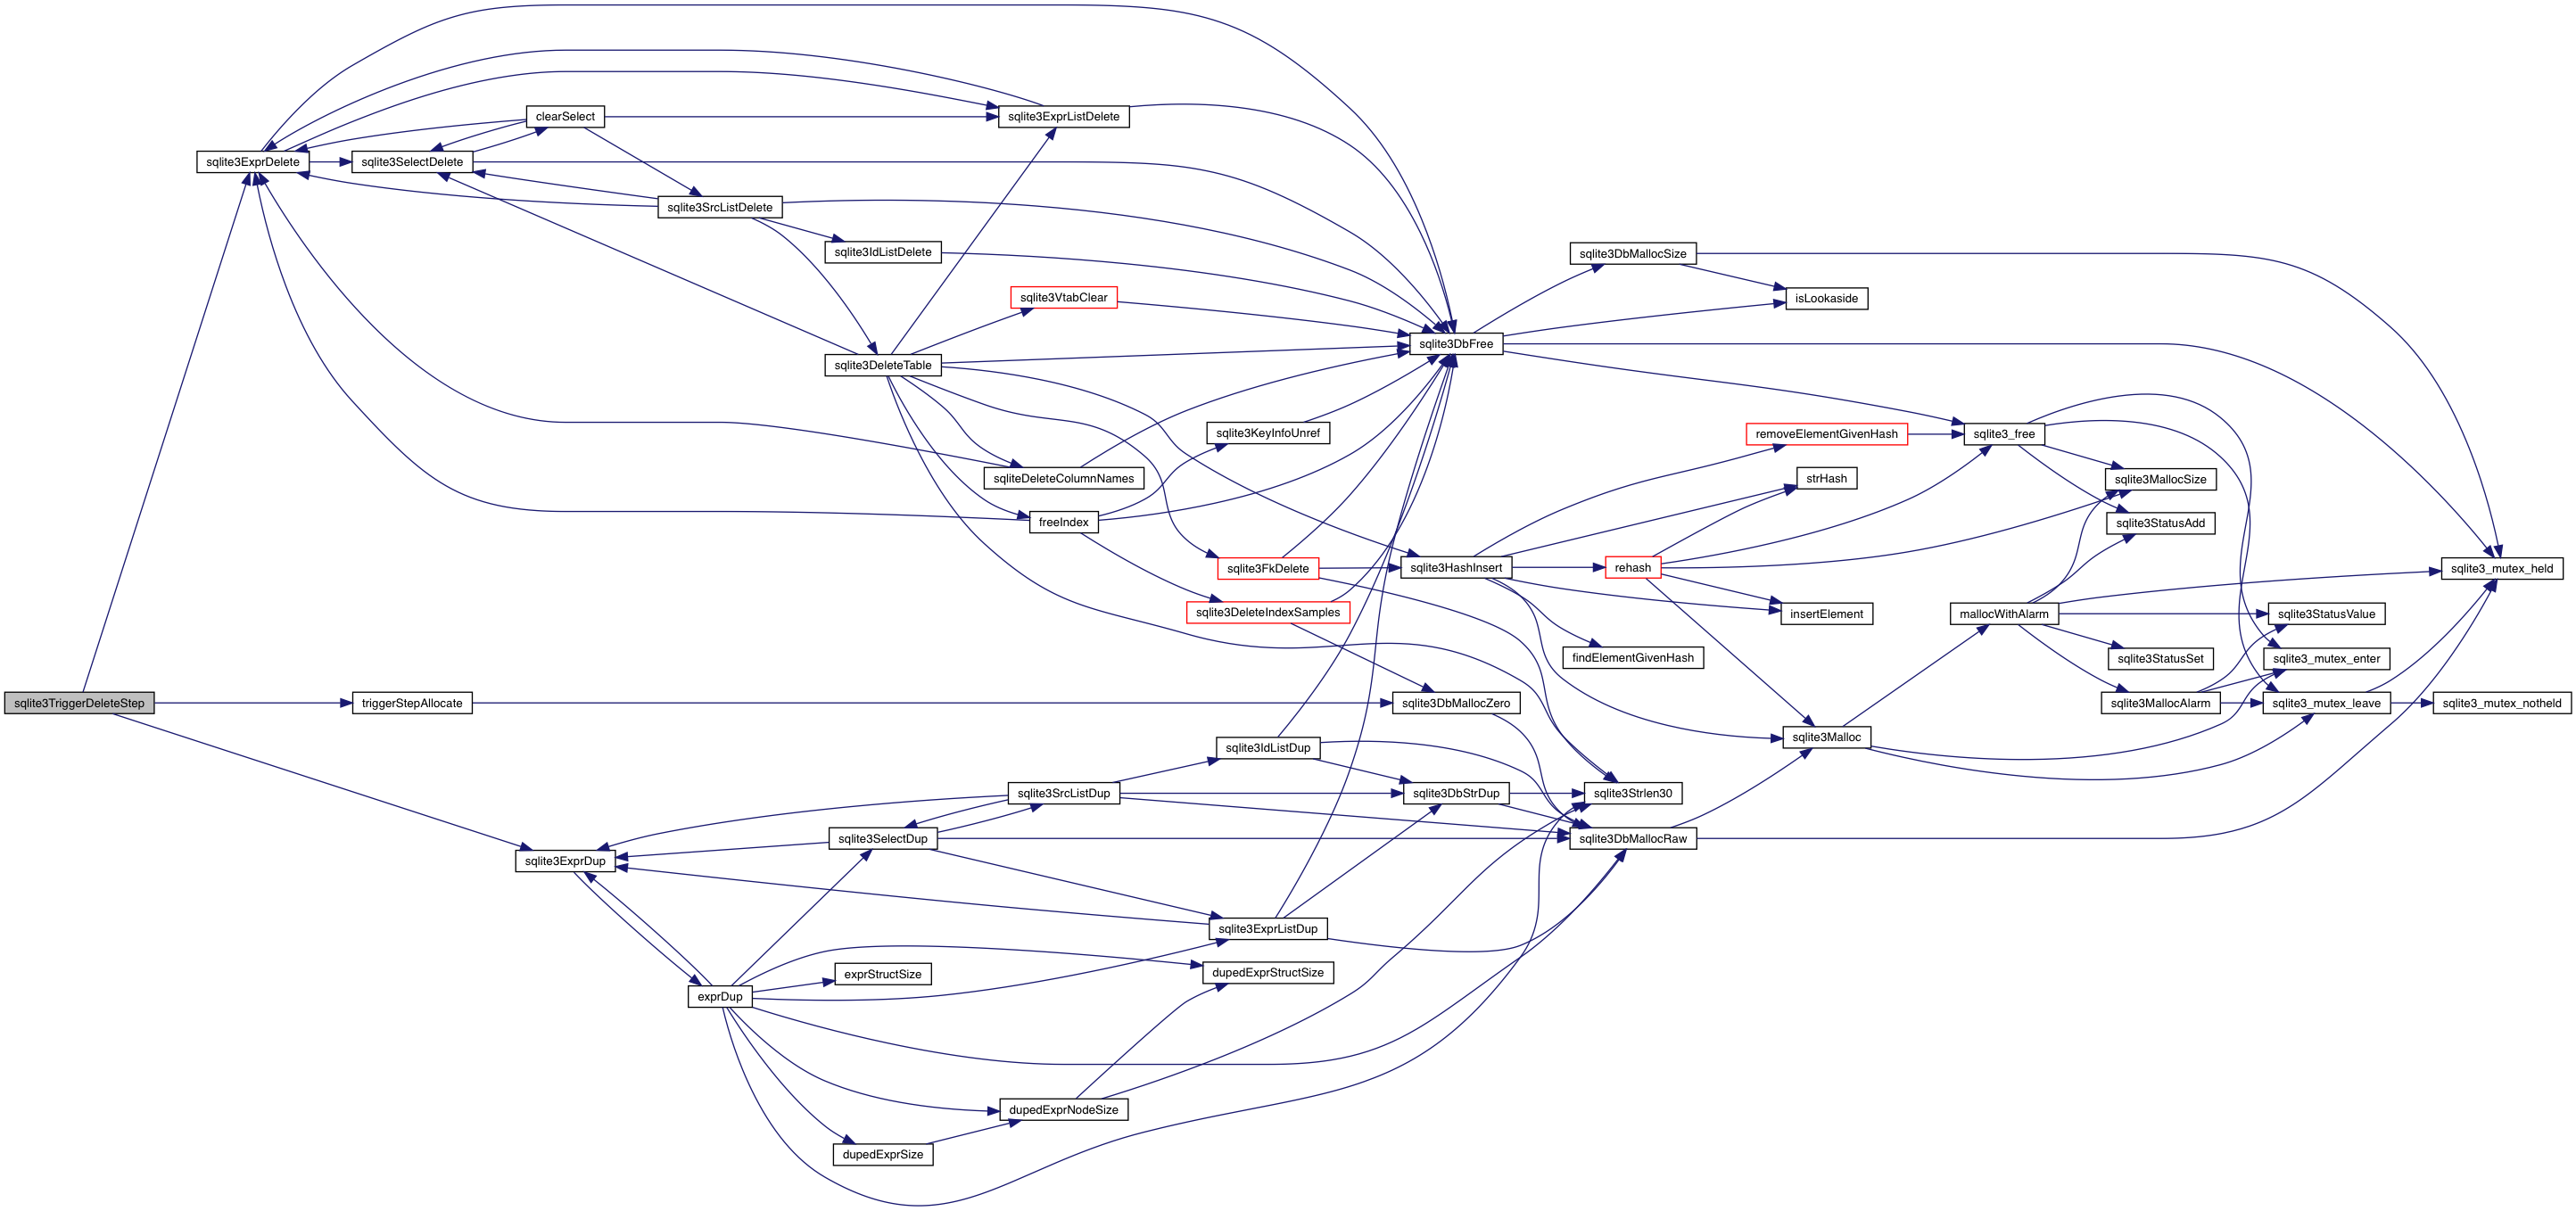 clearSelect
sqlite3ExprListDelete
sqlite3ExprDelete
sqlite3SelectDelete
sqlite3SrcListDelete
sqlite3IdListDelete
sqlite3DbMallocSize
sqlite3VtabClear
isLookaside
sqlite3DbFree
sqlite3DeleteTable
sqlite3KeyInfoUnref
removeElementGivenHash
sqlite3_free
sqliteDeleteColumnNames
strHash
sqlite3MallocSize
freeIndex
sqlite3StatusAdd
sqlite3FkDelete
sqlite3HashInsert
rehash
sqlite3_mutex_held
sqlite3DeleteIndexSamples
insertElement
mallocWithAlarm
sqlite3StatusValue
findElementGivenHash
sqlite3StatusSet
sqlite3_mutex_enter
sqlite3TriggerDeleteStep
triggerStepAllocate
sqlite3DbMallocZero
sqlite3MallocAlarm
sqlite3_mutex_leave
sqlite3_mutex_notheld
sqlite3IdListDup
sqlite3Malloc
sqlite3SrcListDup
sqlite3DbStrDup
sqlite3Strlen30
sqlite3SelectDup
sqlite3DbMallocRaw
sqlite3ExprDup
sqlite3ExprListDup
exprStructSize
dupedExprStructSize
exprDup
dupedExprNodeSize
dupedExprSize